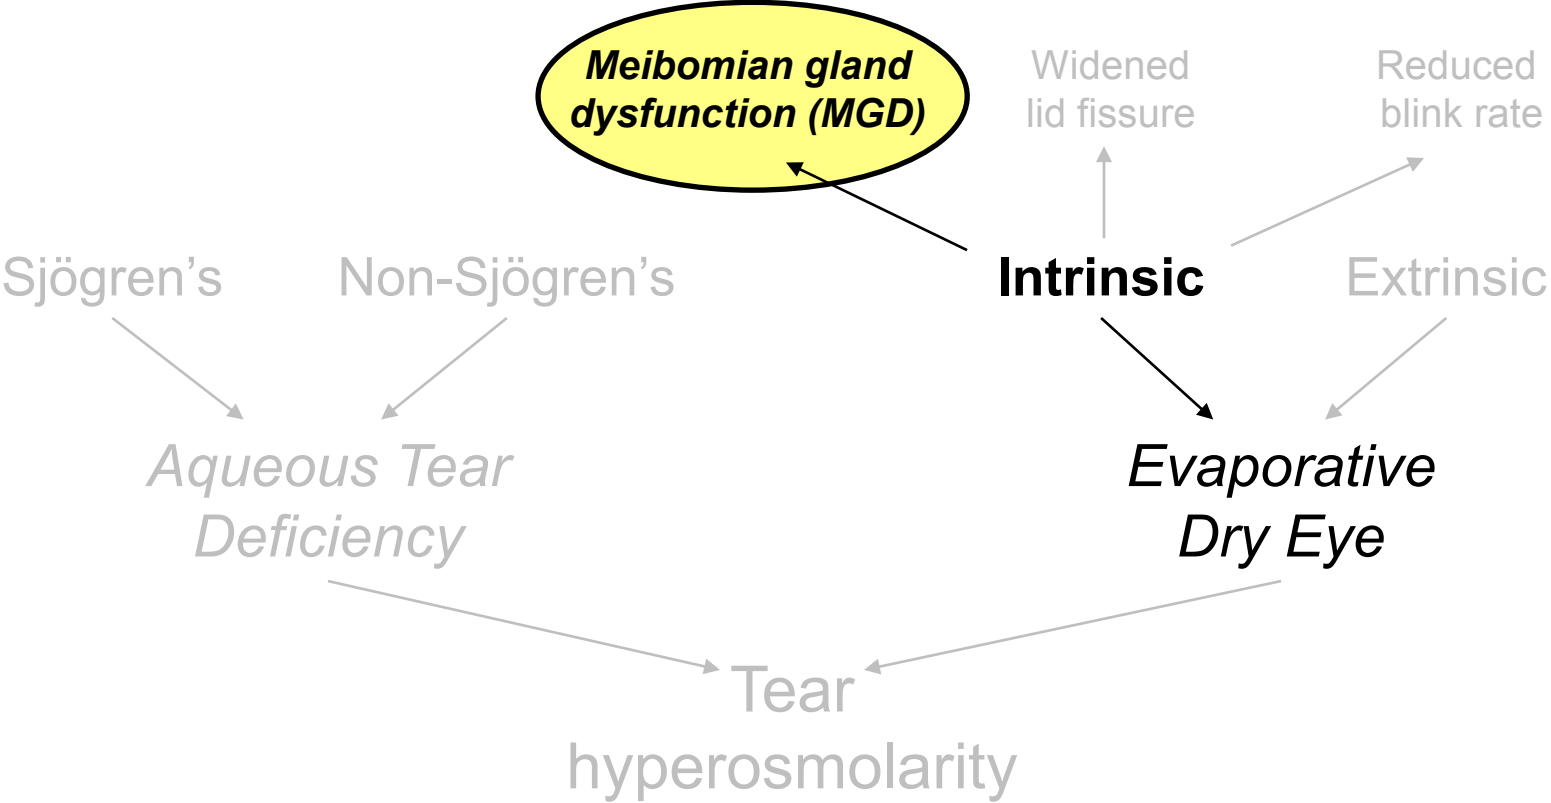 Meibomian gland
dysfunction (MGD)
Widened
lid fissure
Reduced
blink rate
Sjögren’s
Non-Sjögren’s
Intrinsic
Extrinsic
Aqueous Tear
Deficiency
Evaporative
Dry Eye
Tear
hyperosmolarity